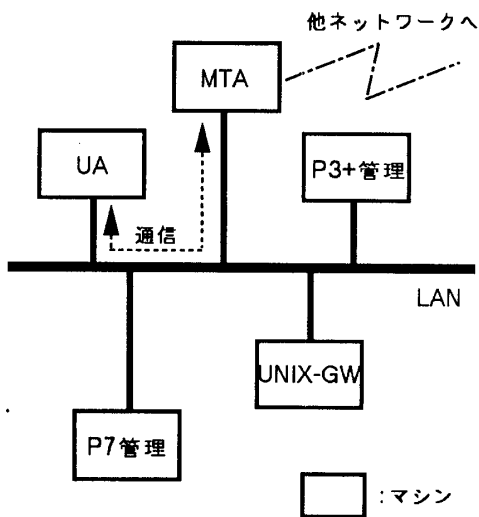 他ネットワークへ
MTA
UA
P3+管理
通信
LAN
UNIX-GW
P7管理
:マシン